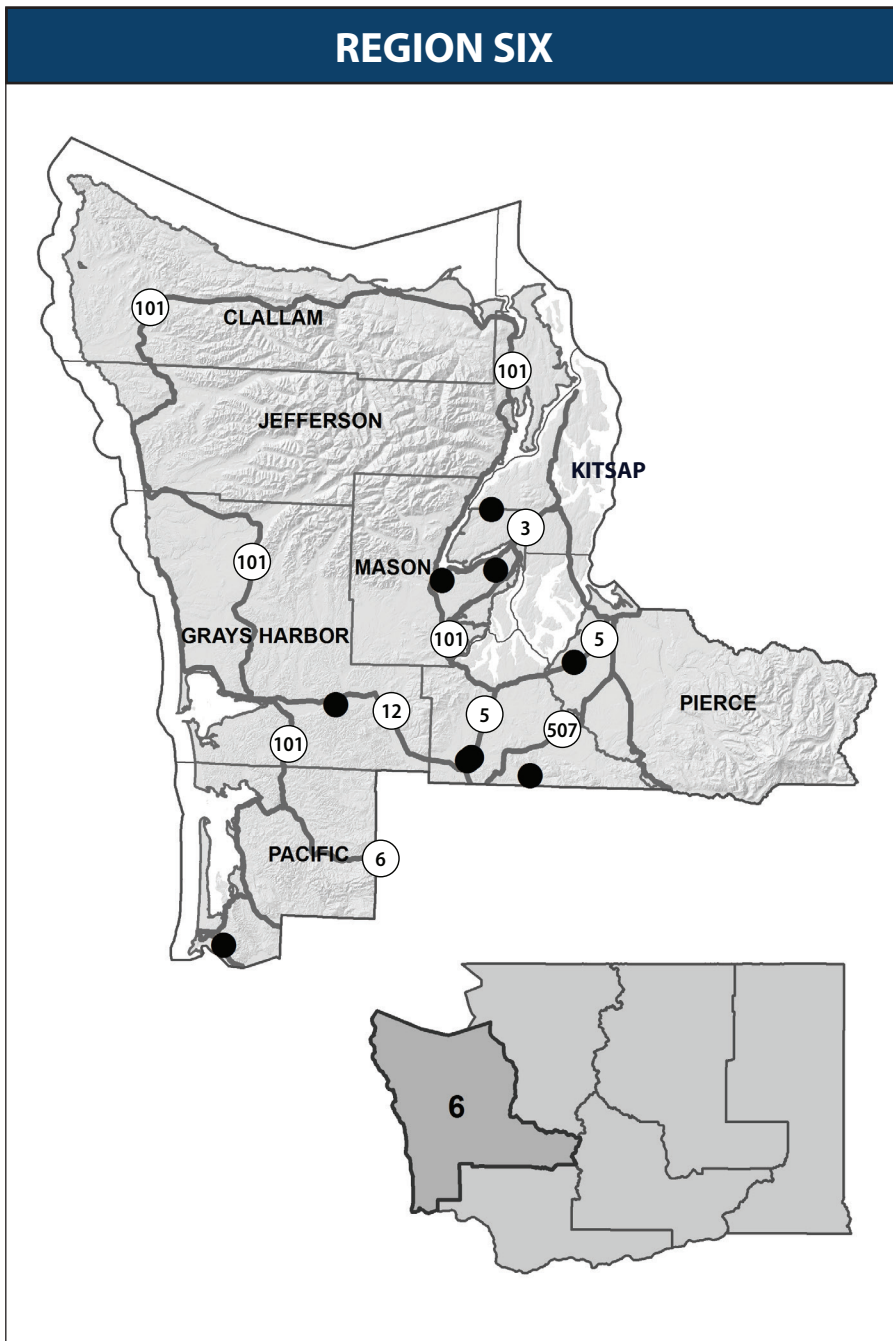 REGION SIX
101
CLALLAM
101
JEFFERSON
KITSAP
3
101
MASON
GRAYS HARBOR
101
5
PIERCE
12
5
507
101
PACIFIC
6
6